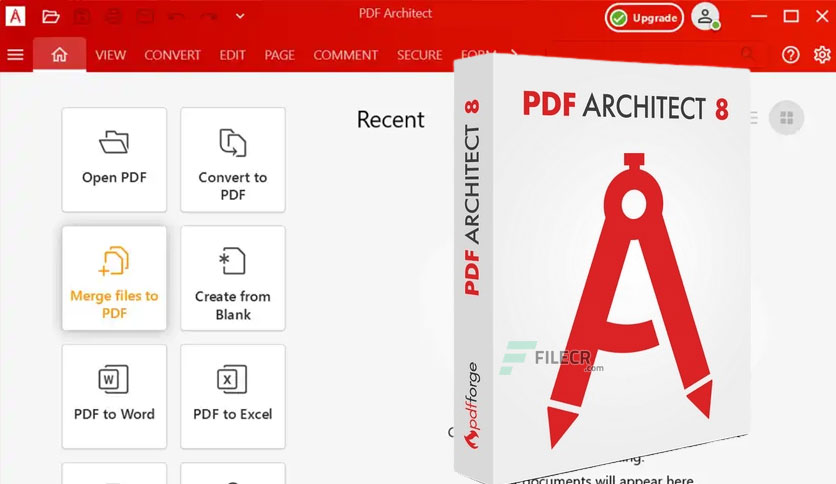 PDF Architect
Upgrade
VIEW CONVERT EDIT PAGE COMMENT SECURE
Recent
Open PDF
Convert to
PDF
Merge files to
PDF
Create from
Blank
PDF to Word
PDF to Excel
PDF ARCHITECT 8
PDF ARCHITECT 8
pdfforge
FILECR
.com
documents will appear here